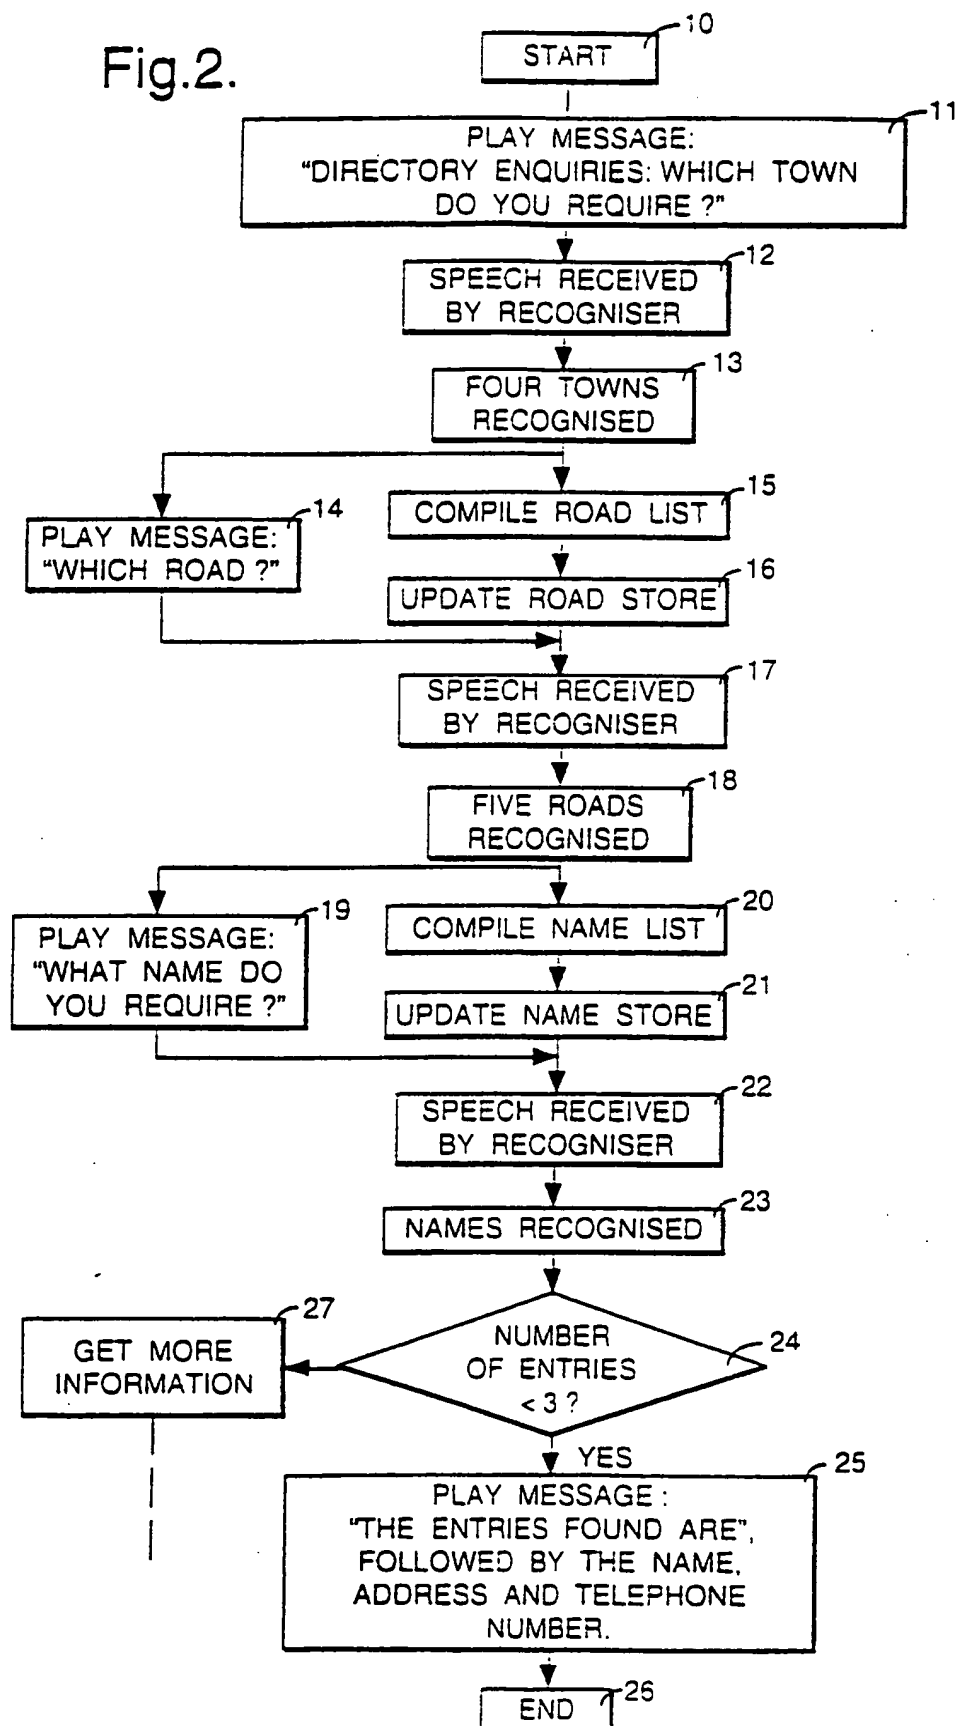 Fig.2.
10
START
11
PLAY MESSAGE:
"DIRECTORY ENQUIRIES: WHICH TOWN
DO YOU REQUIRE?"
12
SPEECH RECEIVED
BY RECOGNISER
13
FOUR TOWNS
RECOGNISED
14
PLAY MESSAGE:
"WHICH ROAD?"
15
COMPILE ROAD LIST
16
UPDATE ROAD STORE
17
SPEECH RECEIVED
BY RECOGNISER
18
FIVE ROADS
RECOGNISED
19
PLAY MESSAGE:
"WHAT NAME DO
YOU REQUIRE?"
20
COMPILE NAME LIST
21
UPDATE NAME STORE
22
SPEECH RECEIVED
BY RECOGNISER
23
NAMES RECOGNISED
24
NUMBER
OF ENTRIES
< 3 ?
27
GET MORE
INFORMATION
YES
25
PLAY MESSAGE:
"THE ENTRIES FOUND ARE",
FOLLOWED BY THE NAME,
ADDRESS AND TELEPHONE
NUMBER.
26
END